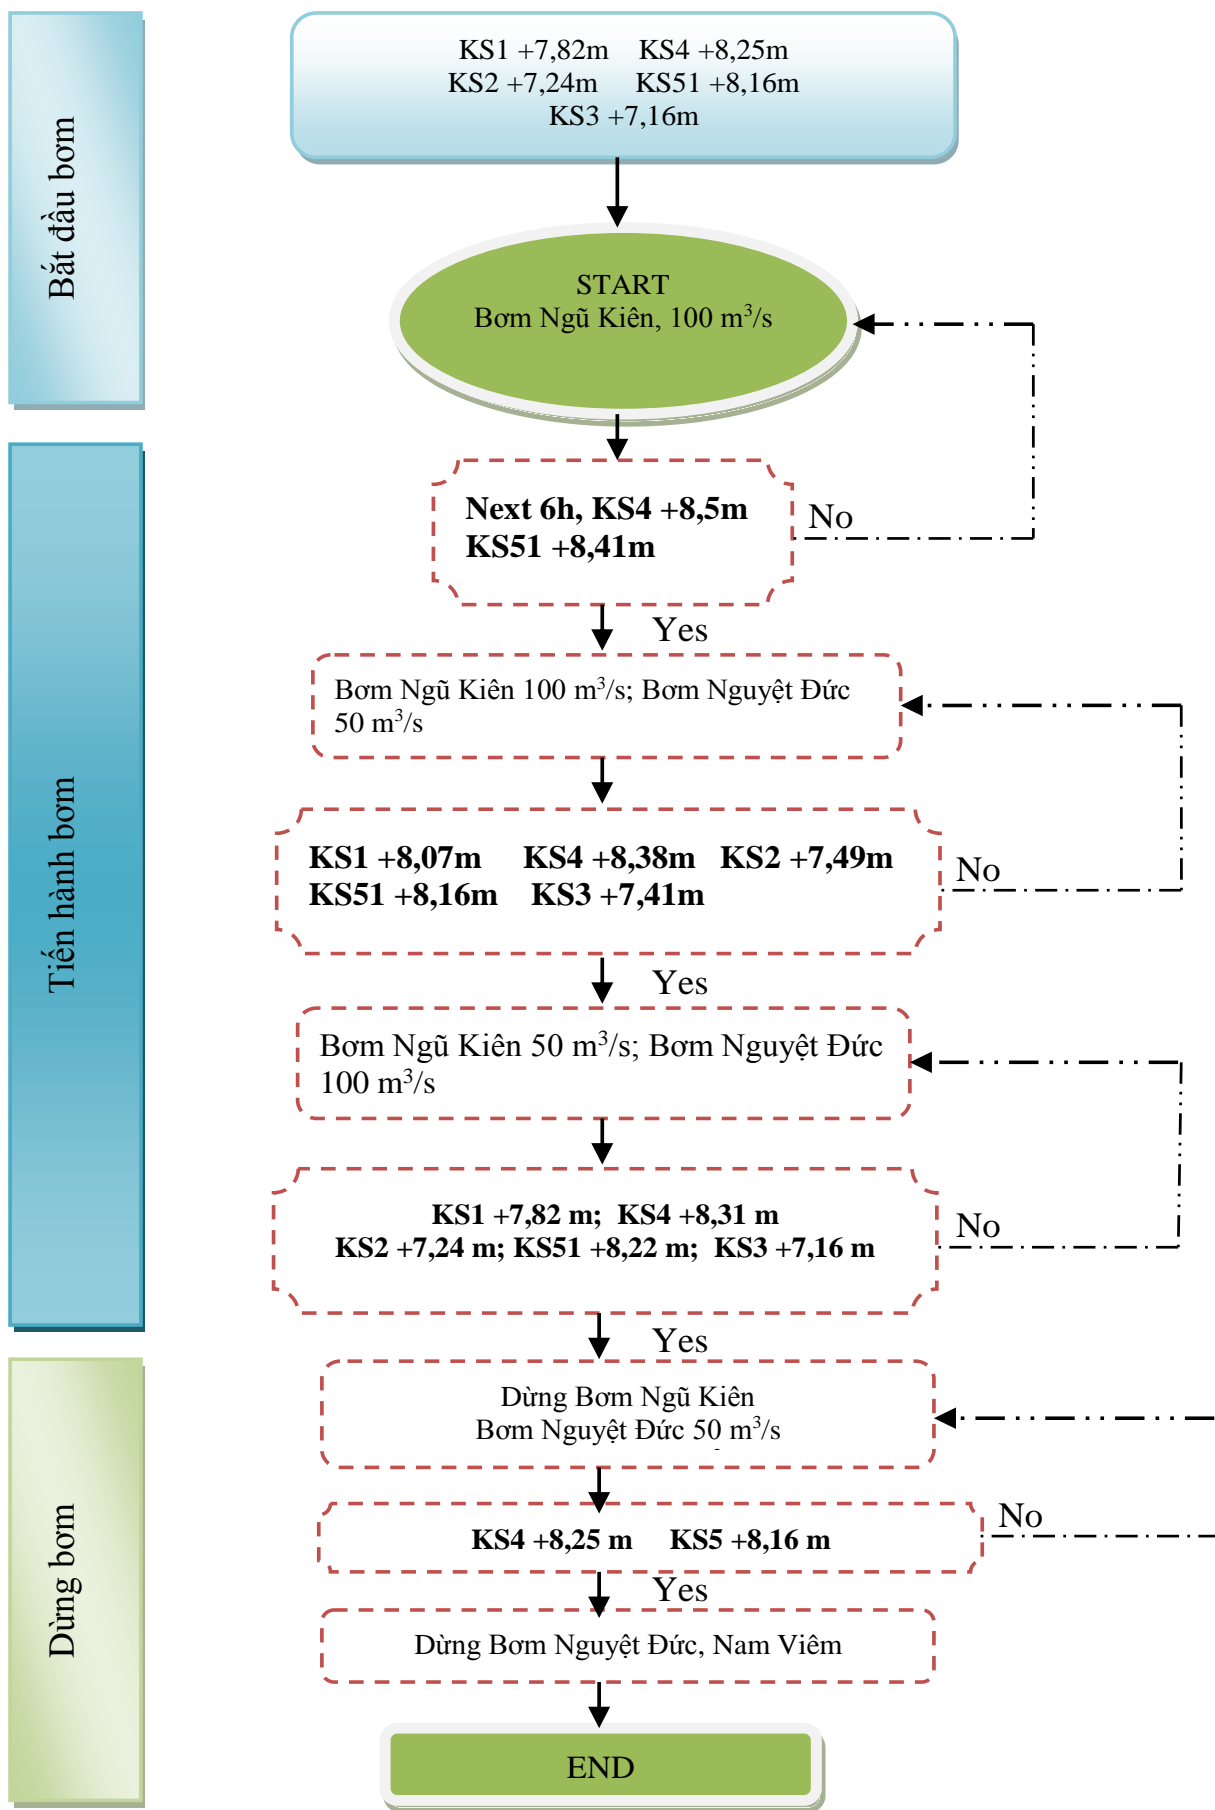 Bắt đầu bơm
KS1 +7,82m KS4 +8,25m
KS2 +7,24m KS51 +8,16m
KS3 +7,16m
START
Bơm Ngũ Kiên, 100 m³/s
Tiến hành bơm
Next 6h, KS4 +8,5m
KS51 +8,41m
No
Yes
Bơm Ngũ Kiên 100 m³/s; Bơm Nguyệt Đức
50 m³/s
KS1 +8,07m KS4 +8,38m KS2 +7,49m
KS51 +8,16m KS3 +7,41m
No
Yes
Bơm Ngũ Kiên 50 m³/s; Bơm Nguyệt Đức
100 m³/s
KS1 +7,82 m; KS4 +8,31 m
KS2 +7,24 m; KS51 +8,22 m; KS3 +7,16 m
No
Yes
Dừng bơm
Dừng Bơm Ngũ Kiên
Bơm Nguyệt Đức 50 m³/s
KS4 +8,25 m KS5 +8,16 m
No
Yes
Dừng Bơm Nguyệt Đức, Nam Viêm
END